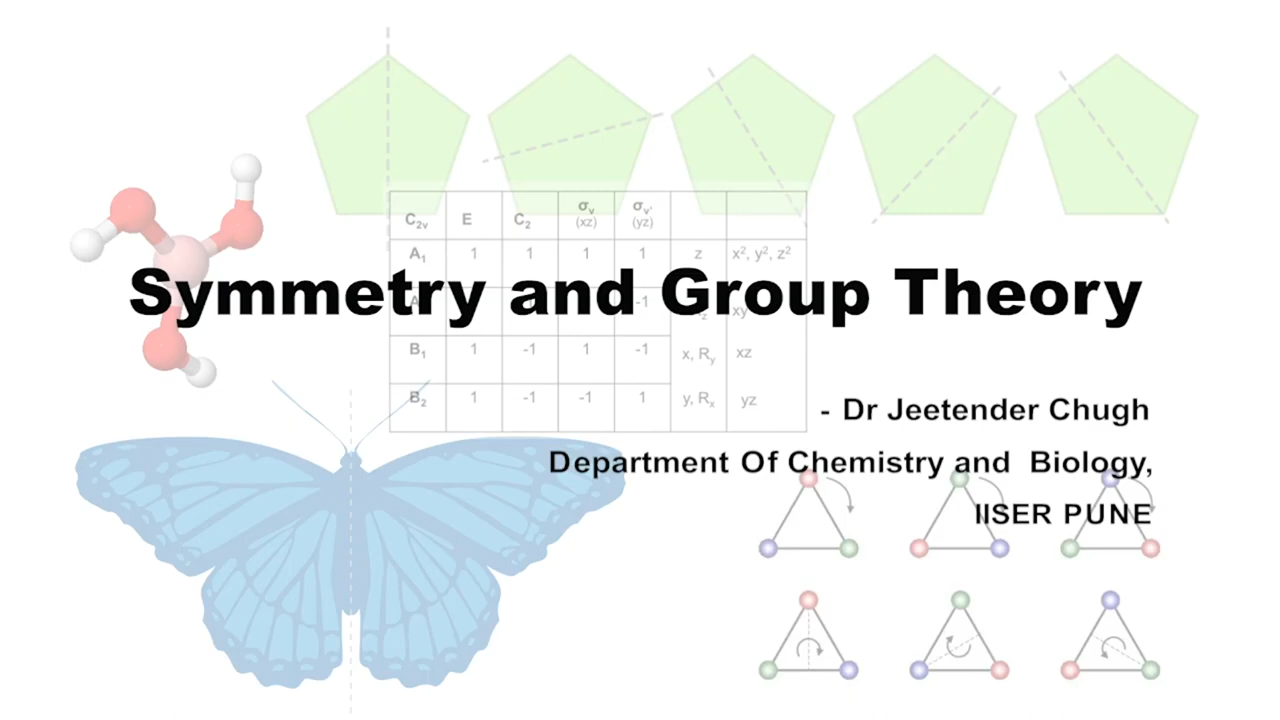 C2v E C2 σv (xz) σv' (yz)
A1 1 1 1 1 z x², y², z²
Symmetry and Group Theory
-1
B1 1 -1 1 -1 x, Ry xz
B2 1 -1 -1 1 y, Rx yz
- Dr Jeetender Chugh
Department Of Chemistry and Biology,
IISER PUNE